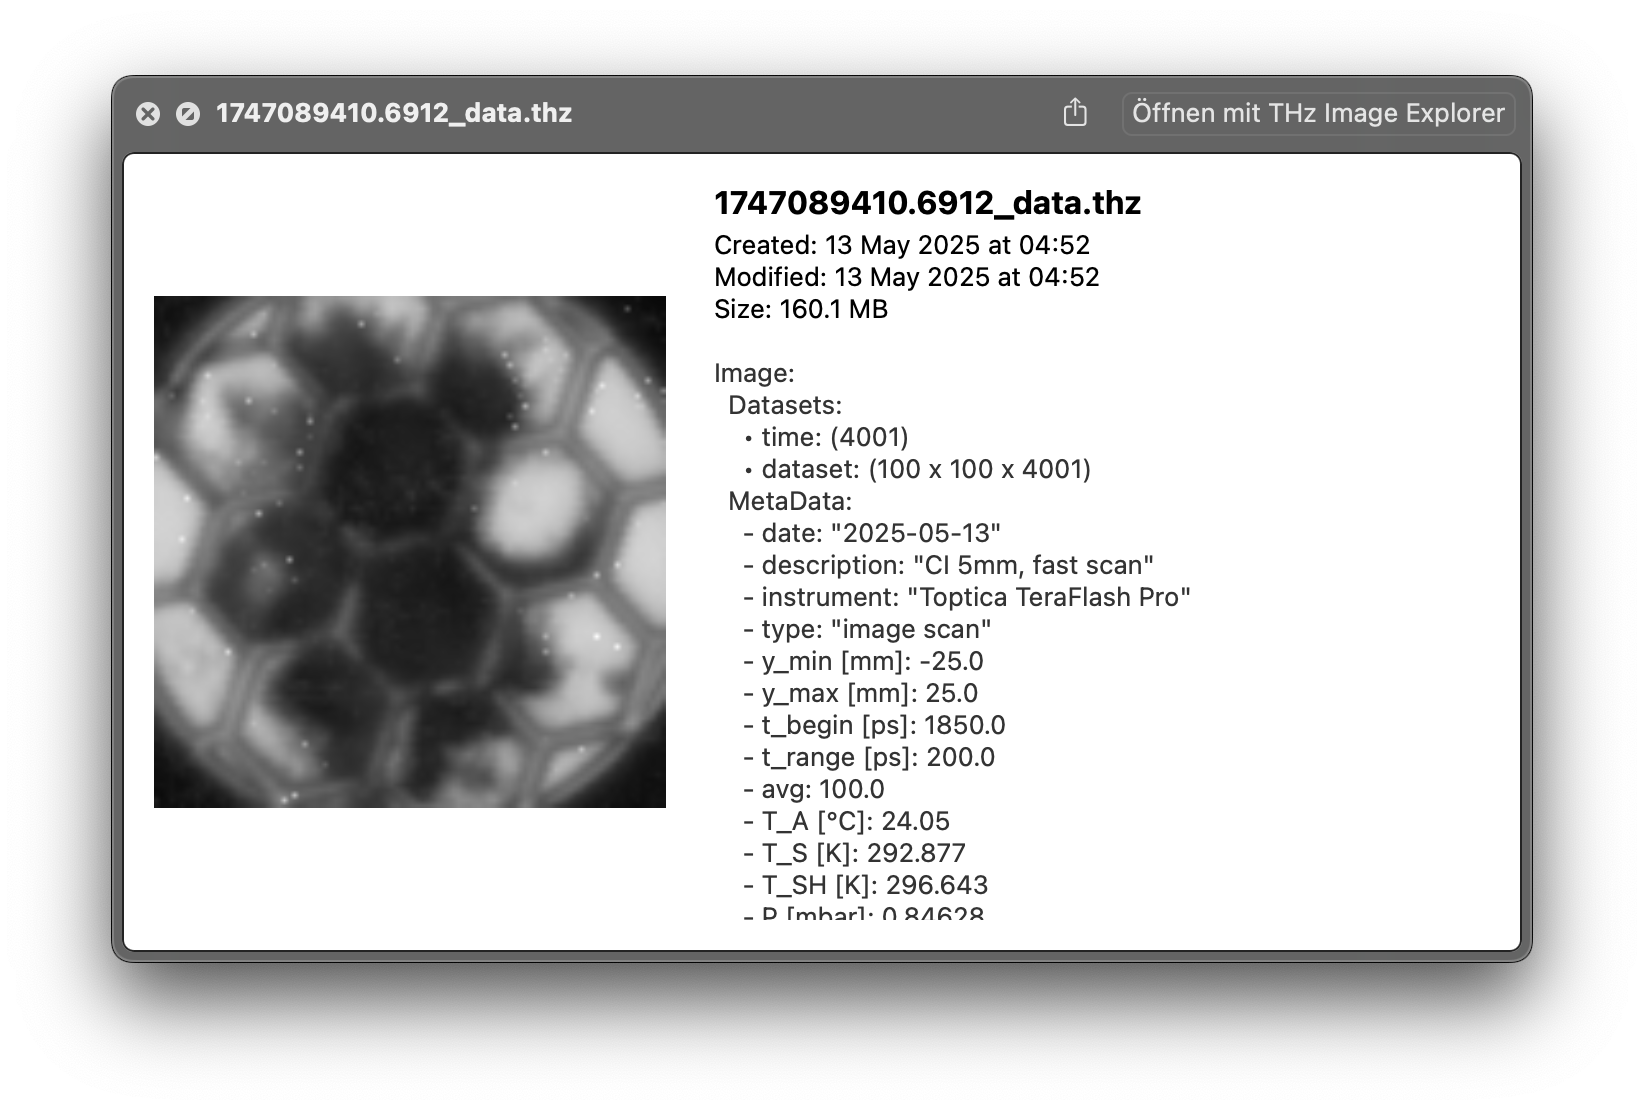 1747089410.6912_data.thz
Öffnen mit THz Image Explorer
1747089410.6912_data.thz
Created: 13 May 2025 at 04:52
Modified: 13 May 2025 at 04:52
Size: 160.1 MB
Image:
Datasets:
• time: (4001)
• dataset: (100 x 100 x 4001)
MetaData:
- date: "2025-05-13"
- description: "CI 5mm, fast scan"
- instrument: "Toptica TeraFlash Pro"
- type: "image scan"
- y_min [mm]: -25.0
- y_max [mm]: 25.0
- t_begin [ps]: 1850.0
- t_range [ps]: 200.0
- avg: 100.0
- T_A [°C]: 24.05
- T_S [K]: 292.877
- T_SH [K]: 296.643
- P [mbar]: 0.84628